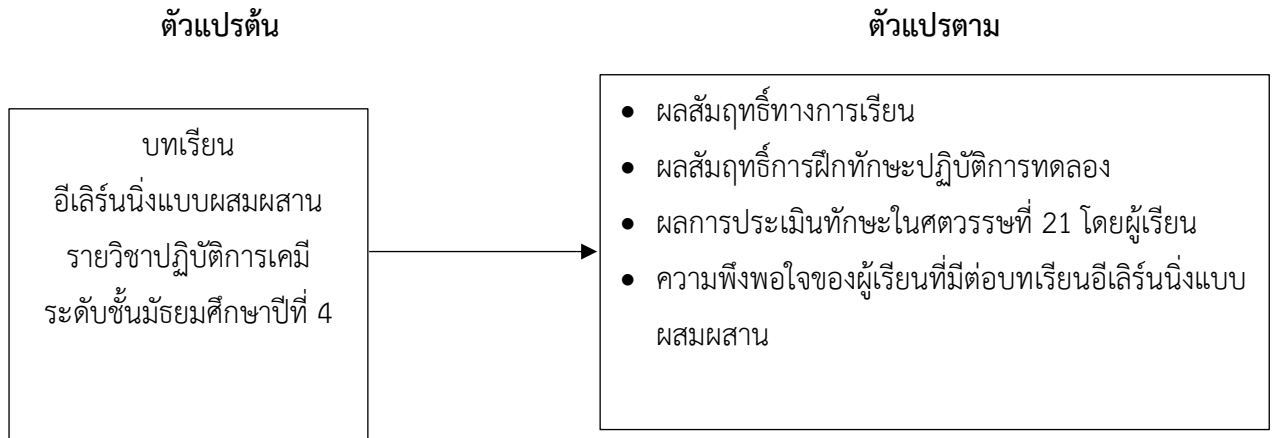 ตัวแปรต้น
ตัวแปรตาม
บทเรียน
อีเลิร์นนิ่งแบบผสมผสาน
รายวิชาปฏิบัติการเคมี
ระดับชั้นมัธยมศึกษาปีที่ 4
• ผลสัมฤทธิ์ทางการเรียน
• ผลสัมฤทธิ์การฝึกทักษะปฏิบัติการทดลอง
• ผลการประเมินทักษะในศตวรรษที่ 21 โดยผู้เรียน
• ความพึงพอใจของผู้เรียนที่มีต่อบทเรียนอีเลิร์นนิ่งแบบ
ผสมผสาน